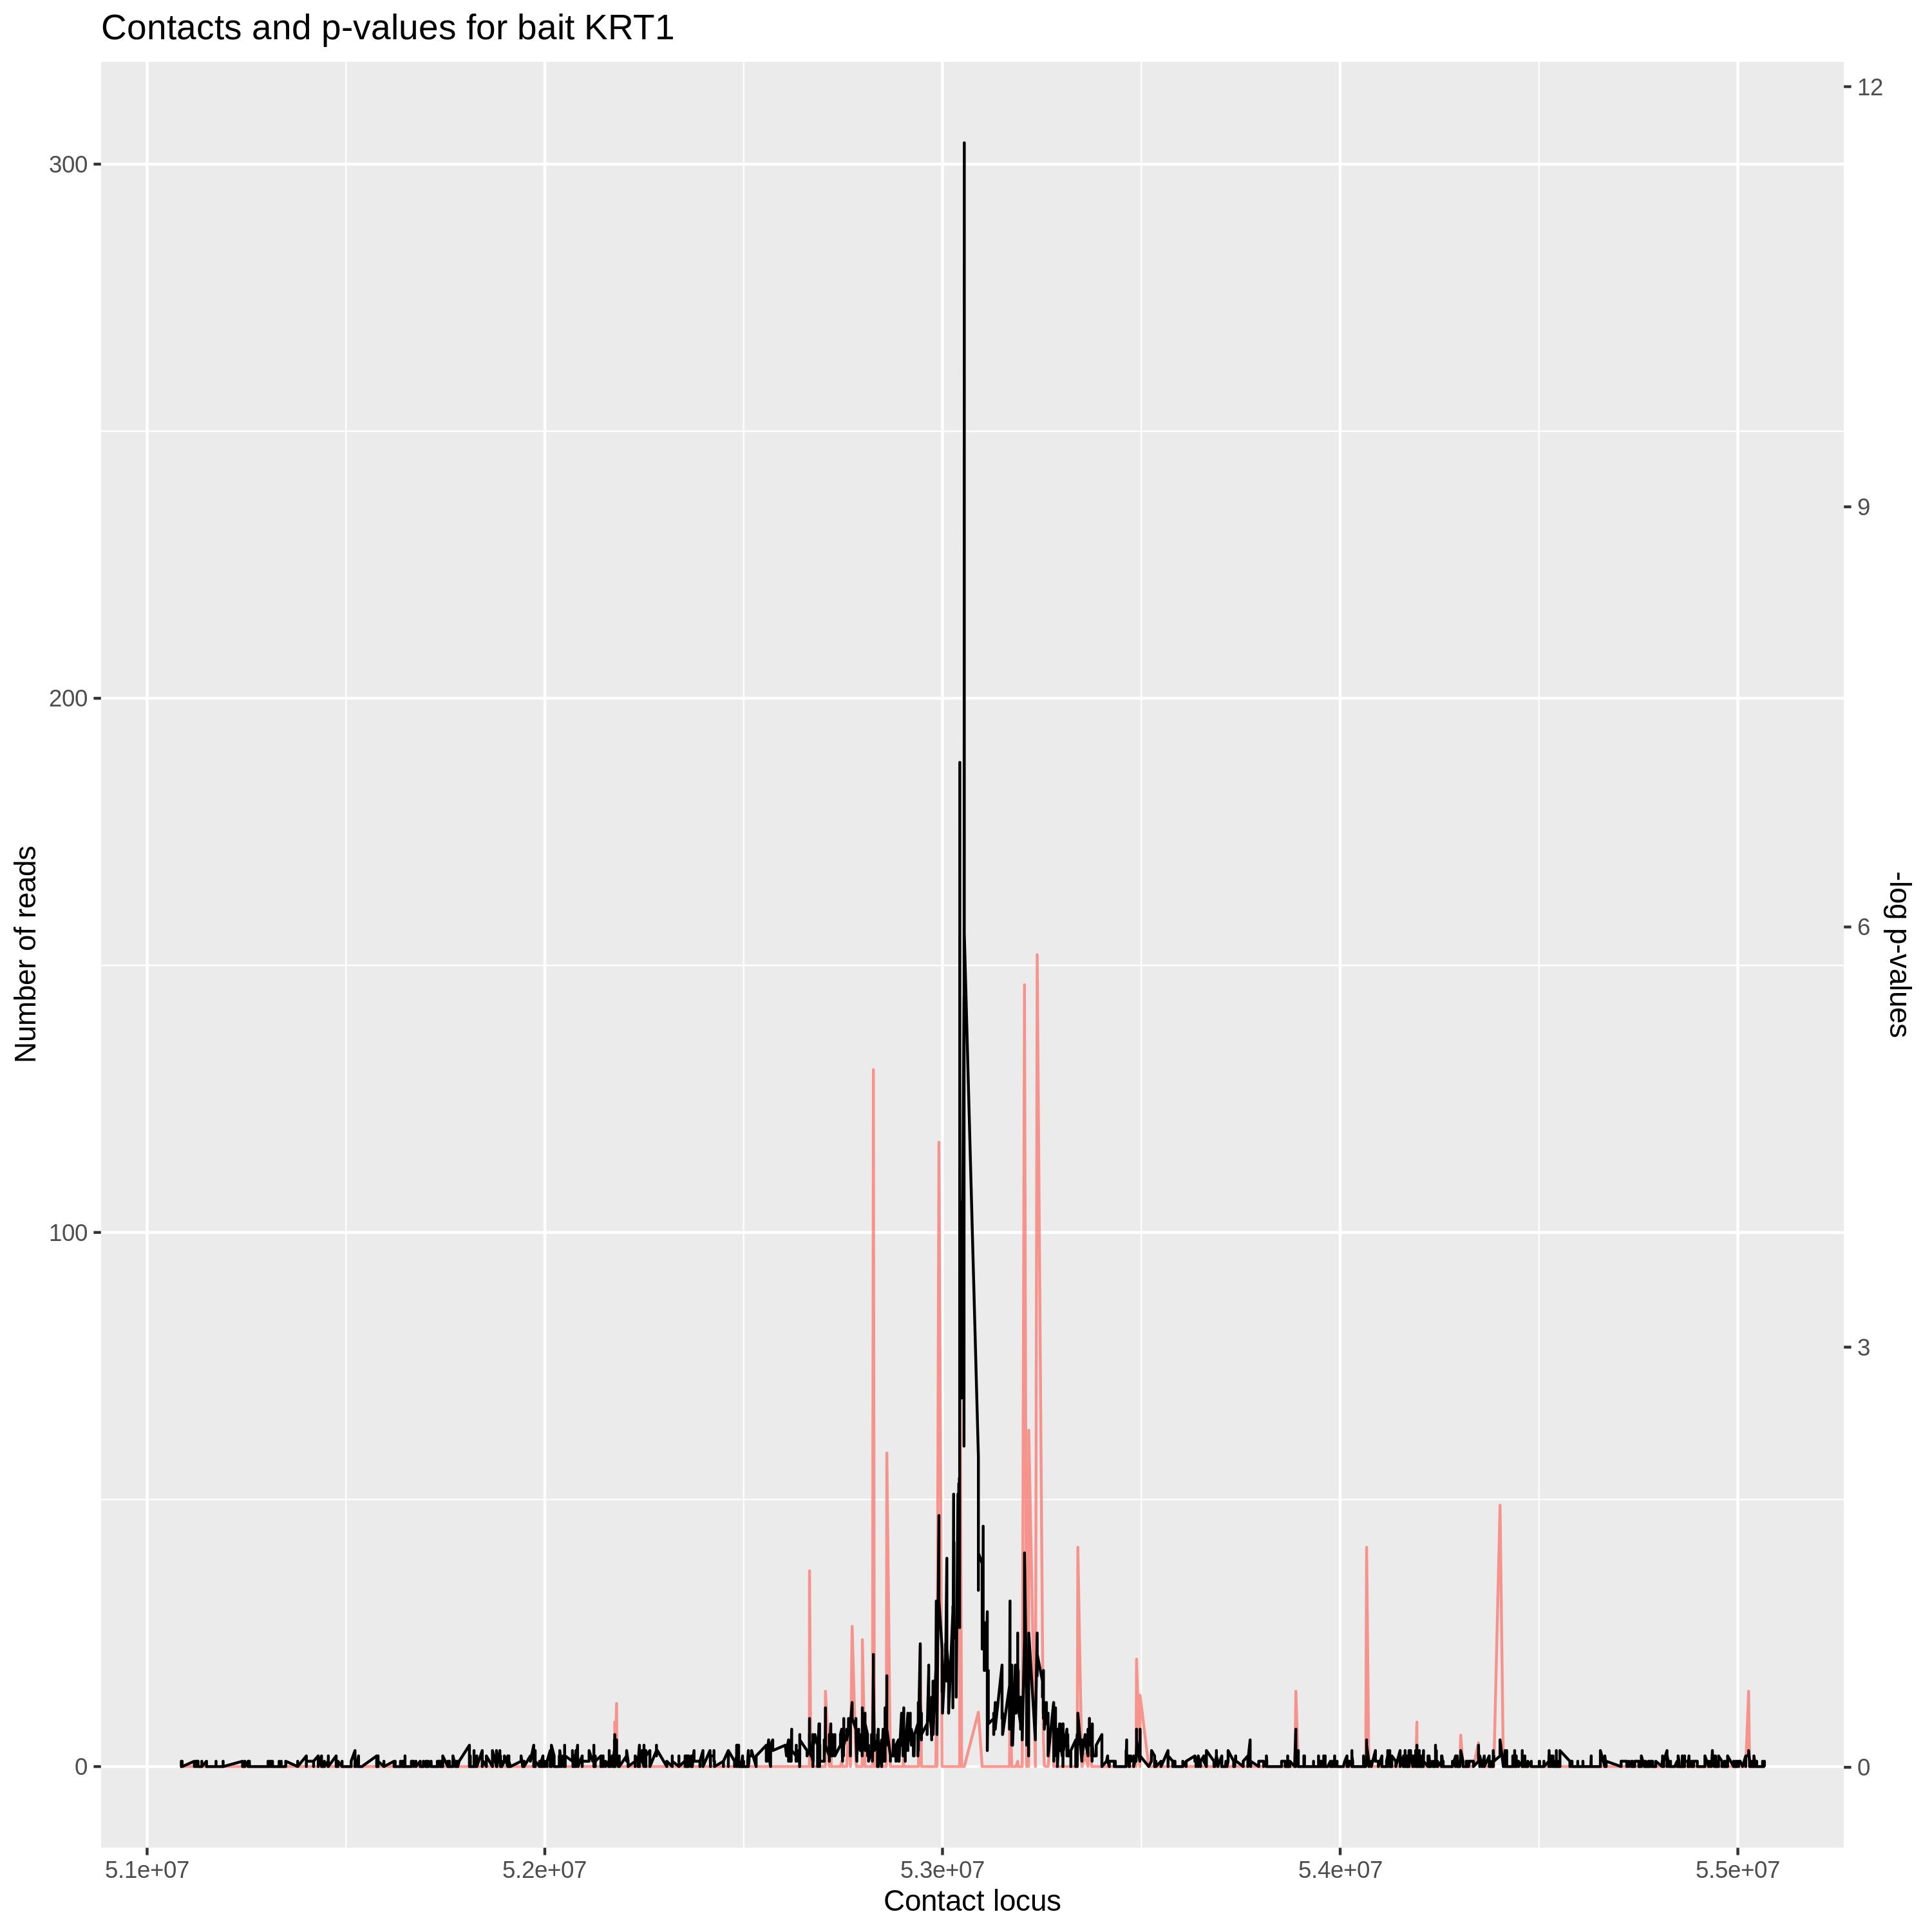 Contacts and p-values for bait KRT1
Number of reads
300
200
100
0
12
9
6
3
0
-log p-values
5.1e+07
5.2e+07
5.3e+07
5.4e+07
5.5e+07
Contact locus